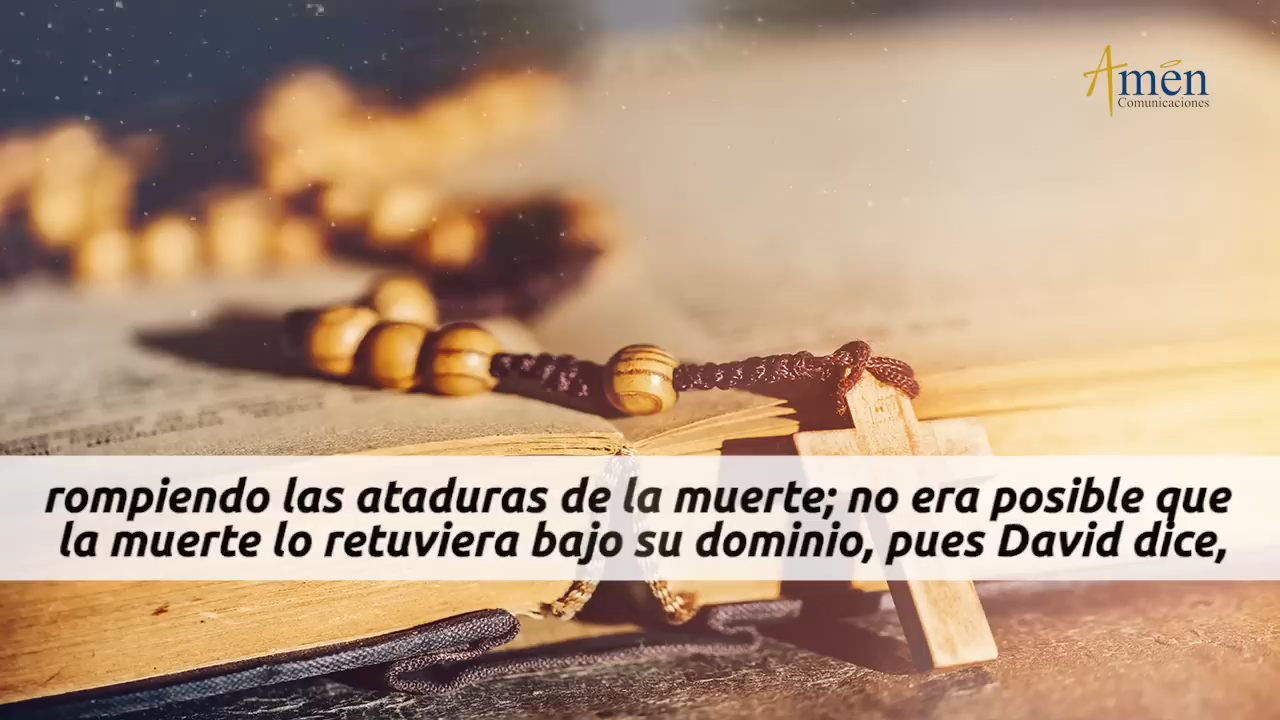 Amén
Comunicaciones
rompiendo las ataduras de la muerte; no era posible que
la muerte lo retuviera bajo su dominio, pues David dice,